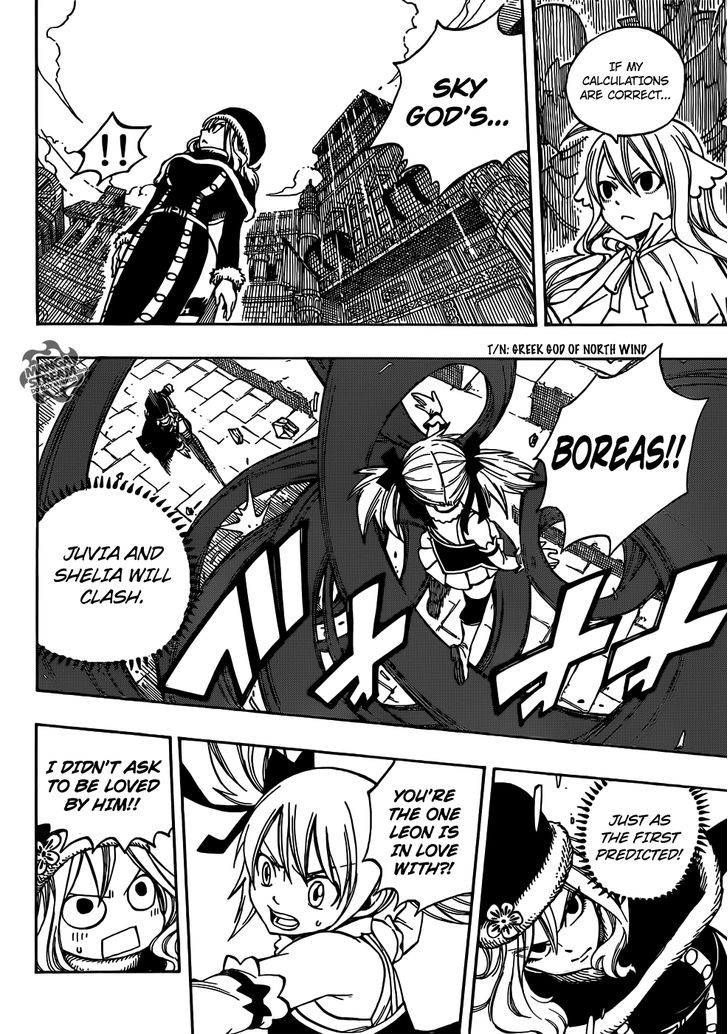 IF MY
CALCULATIONS
ARE CORRECT...
SKY
GOD'S...
!!
T/N: GREEK GOD OF NORTH WIND
MANGA
STREAM
BOREAS!!
JUVIA AND
SHELIA WILL
CLASH.
JUST AS
THE FIRST
PREDICTED!
YOU'RE
THE ONE
LEON IS
IN LOVE
WITH?!
I DIDN'T ASK
TO BE LOVED
BY HIM!!